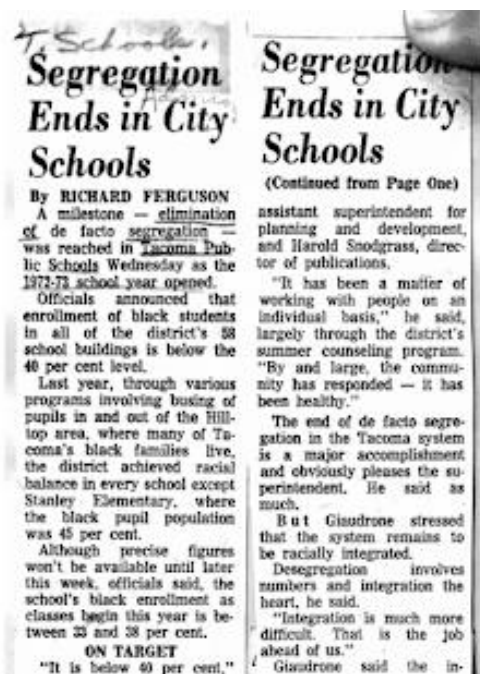 T. Schools,
Segregation
Ends in City
Schools
By RICHARD FERGUSON
A milestone — elimination
of de facto segregation —
was reached in Tacoma Pub-
lic Schools Wednesday as the
1972-73 school year opened.
Officials announced that
enrollment of black students
in all of the district's 58
school buildings is below the
40 per cent level.
Last year, through various
programs involving busing of
pupils in and out of the Hill-
top area, where many of Ta-
coma's black families live,
the district achieved racial
balance in every school except
Stanley Elementary, where
the black pupil population
was 45 per cent.
Although precise figures
won't be available until later
this week, officials said, the
school's black enrollment as
classes begin this year is be-
tween 33 and 38 per cent.
ON TARGET
"It is below 40 per cent,"
Segregation
Ends in City
Schools
(Continued from Page One)
assistant superintendent for
planning and development,
and Harold Snodgrass, direc-
tor of publications.
"It has been a matter of
working with people on an
individual basis," he said,
largely through the district's
summer counseling program.
"By and large, the commu-
nity has responded — it has
been healthy."
The end of de facto segre-
gation in the Tacoma system
is a major accomplishment
and obviously pleases the su-
perintendent. He said as
much.
But Giaudrone stressed
that the system remains to
be racially integrated.
Desegregation involves
numbers and integration the
heart, he said.
"Integration is much more
difficult. That is the job
ahead of us."
Giaudrone said the in-